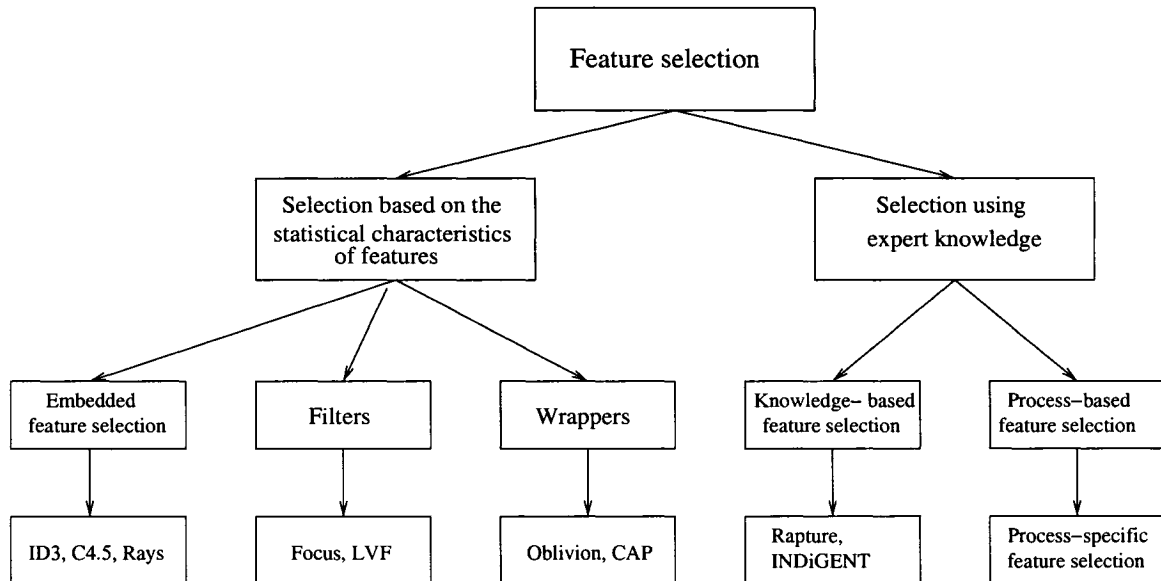 Feature selection
Selection based on the
statistical characteristics
of features
Selection using
expert knowledge
Embedded
feature selection
Filters
Wrappers
Knowledge– based
feature selection
Process–based
feature selection
ID3, C4.5, Rays
Focus, LVF
Oblivion, CAP
Rapture,
INDiGENT
Process–specific
feature selection